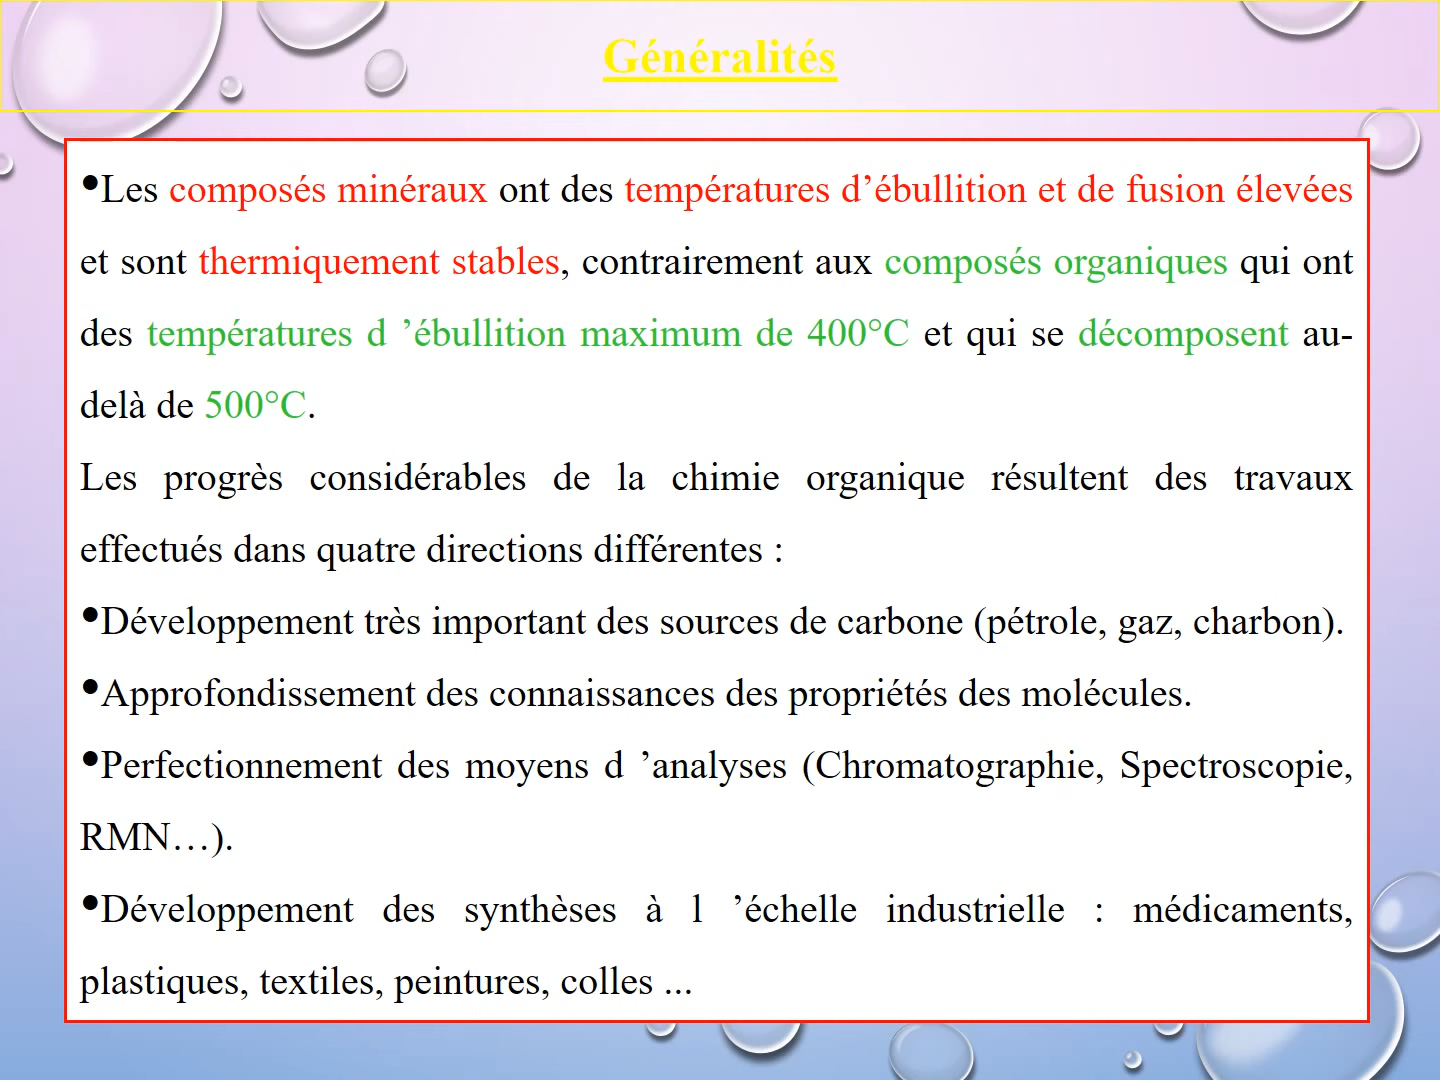 Généralités
•Les composés minéraux ont des températures d’ébullition et de fusion élevées
et sont thermiquement stables, contrairement aux composés organiques qui ont
des températures d ’ébullition maximum de 400°C et qui se décomposent au-
delà de 500°C.
Les progrès considérables de la chimie organique résultent des travaux
effectués dans quatre directions différentes :
•Développement très important des sources de carbone (pétrole, gaz, charbon).
•Approfondissement des connaissances des propriétés des molécules.
•Perfectionnement des moyens d ’analyses (Chromatographie, Spectroscopie,
RMN…).
•Développement des synthèses à l ’échelle industrielle : médicaments,
plastiques, textiles, peintures, colles ...